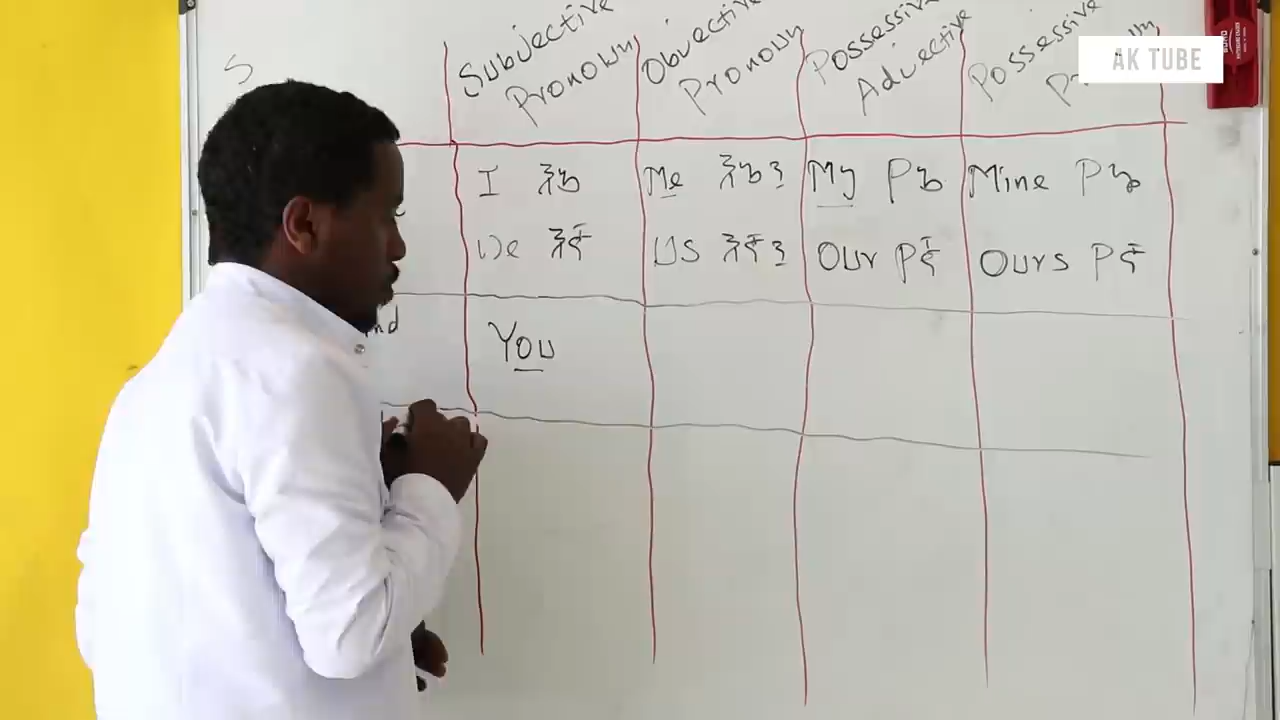 AK TUBE
S
Subjective Pronoun
Objective Pronoun
Possessive Adjective
Possessive
I እኔ
Me እኔን
My የኔ
Mine የኔ
We እኛ
Us እኛን
Our የኛ
Ours የኛ
You